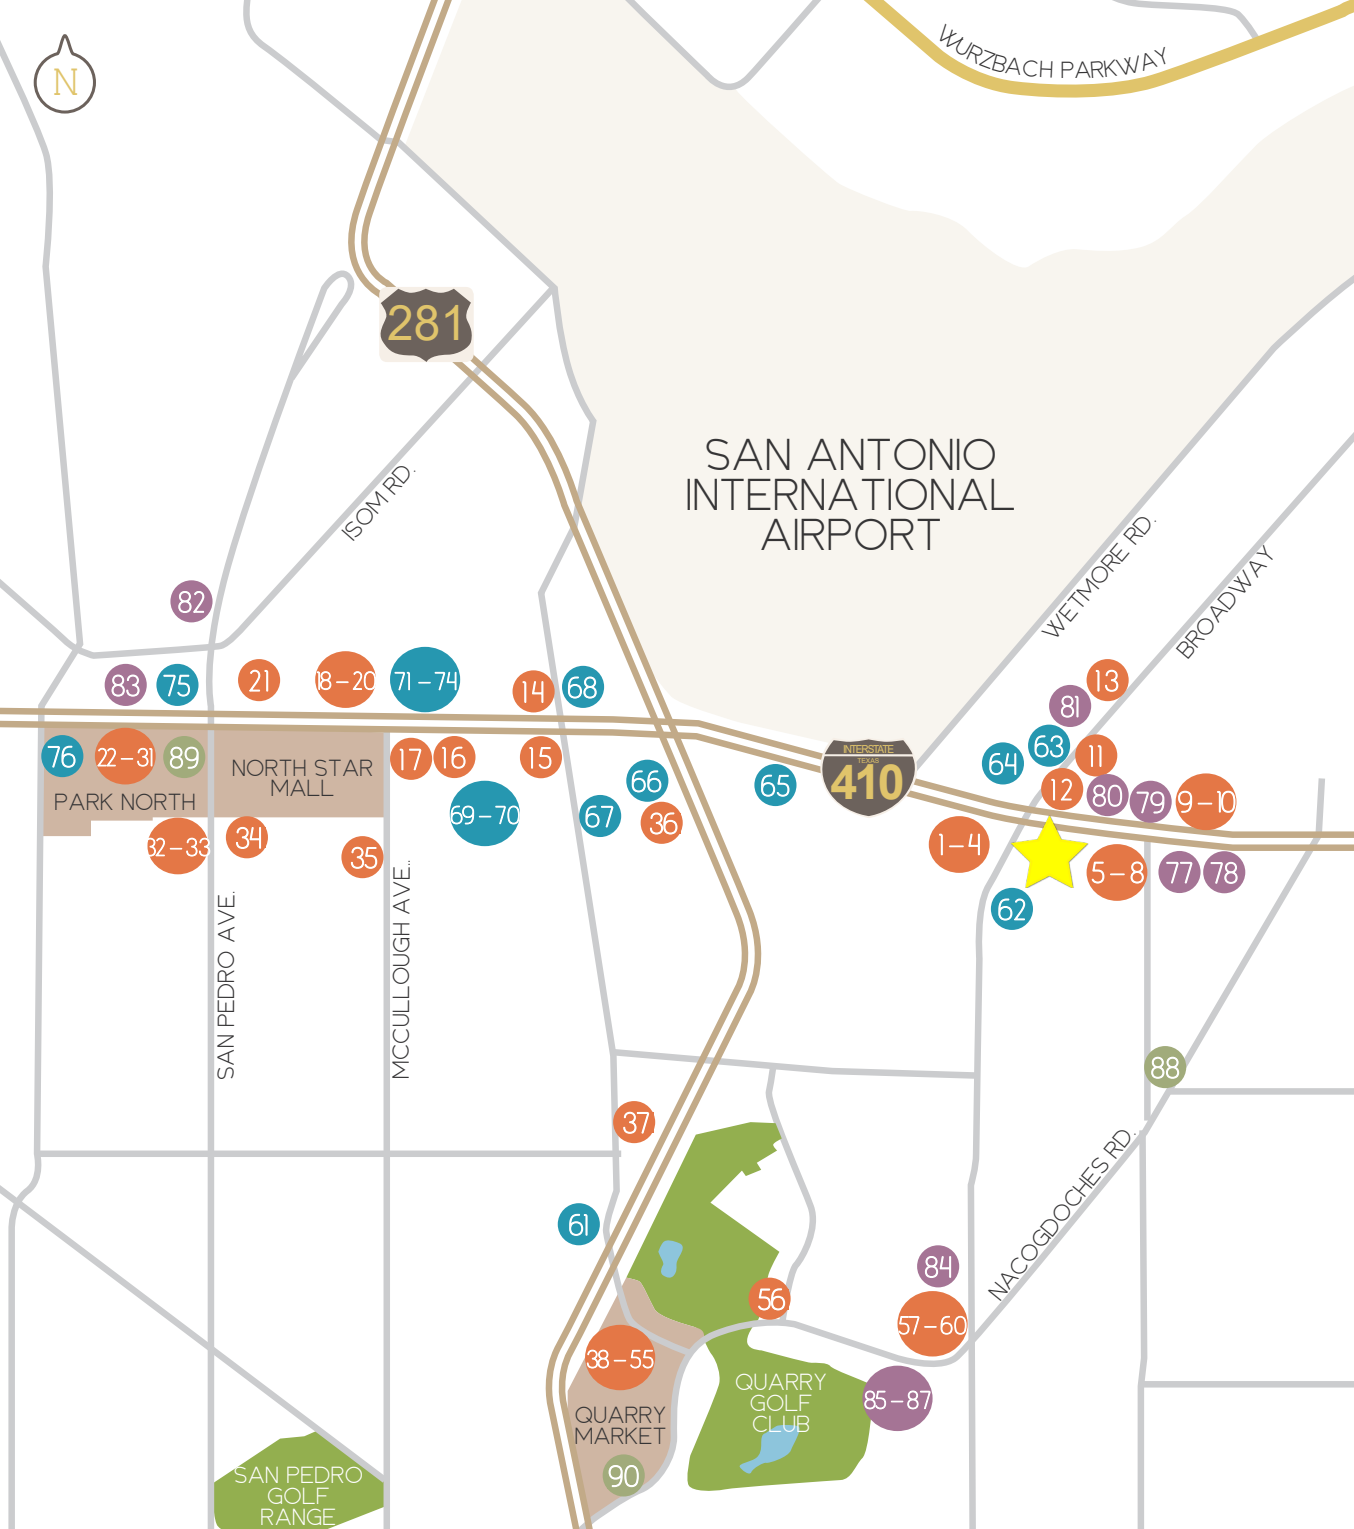 WURZBACH PARKWAY
N
281
SAN ANTONIO
INTERNATIONAL
AIRPORT
ISOM RD.
WETMORE RD.
BROADWAY
82
83
75
21
18-20
71-74
14
68
13
81
63
64
11
76
22-31
89
NORTH STAR
MALL
PARK NORTH
17
16
15
66
65
INTERSTATE
TEXAS
410
12
80
79
9-10
69-70
67
36
32-33
34
35
1-4
5-8
77
78
62
SAN PEDRO AVE.
MCCULLOUGH AVE..
88
37
61
NACOGDOCHES RD.
84
56
57-60
38-55
QUARRY
GOLF
CLUB
85-87
QUARRY
MARKET
90
SAN PEDRO
GOLF
RANGE